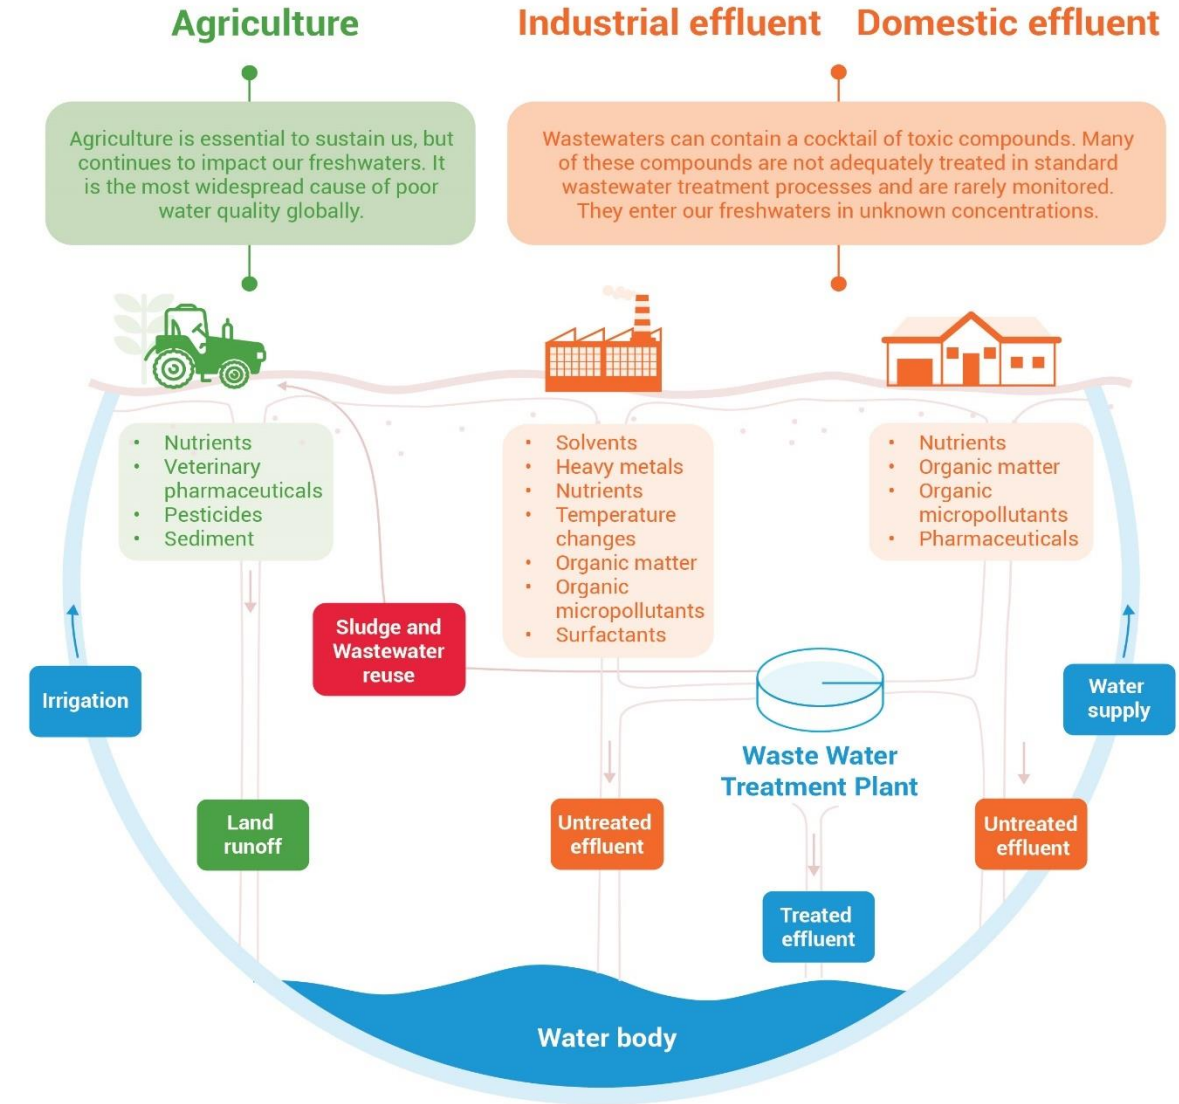 Agriculture
Industrial effluent
Domestic effluent
Agriculture is essential to sustain us, but
continues to impact our freshwaters. It
is the most widespread cause of poor
water quality globally.
Wastewaters can contain a cocktail of toxic compounds. Many
of these compounds are not adequately treated in standard
wastewater treatment processes and are rarely monitored.
They enter our freshwaters in unknown concentrations.
• Nutrients
• Veterinary
pharmaceuticals
• Pesticides
• Sediment
• Solvents
• Heavy metals
• Nutrients
• Temperature
changes
• Organic matter
• Organic
micropollutants
• Surfactants
• Nutrients
• Organic matter
• Organic
micropollutants
• Pharmaceuticals
Sludge and
Wastewater
reuse
Irrigation
Water
supply
Waste Water
Treatment Plant
Land
runoff
Untreated
effluent
Untreated
effluent
Treated
effluent
Water body